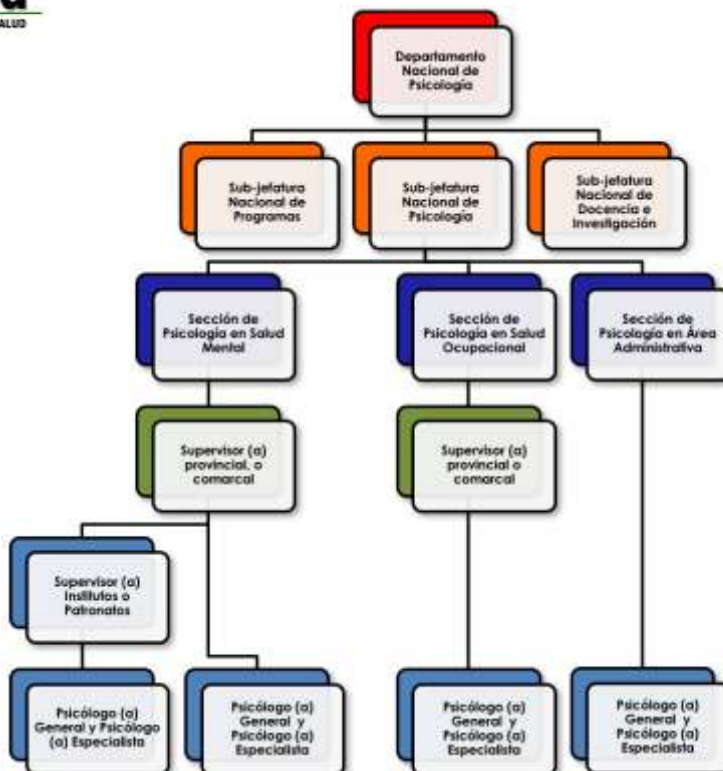 SALUD
Departamento
Nacional de
Psicología
Sub-jefatura
Nacional de
Programas
Sub-jefatura
Nacional de
Psicología
Sub-jefatura
Nacional de
Docencia e
Investigación
Sección de
Psicología en Salud
Mental
Sección de
Psicología en Salud
Ocupacional
Sección de
Psicología en Área
Administrativa
Supervisor (a)
provincial, o
comarcal
Supervisor (a)
provincial o
comarcal
Supervisor (a)
Institutos o
Patronatos
Psicólogo (a)
General y Psicólogo
(a) Especialista
Psicólogo (a)
General y
Psicólogo (a)
Especialista
Psicólogo (a)
General y
Psicólogo (a)
Especialista
Psicólogo (a)
General y
Psicólogo (a)
Especialista